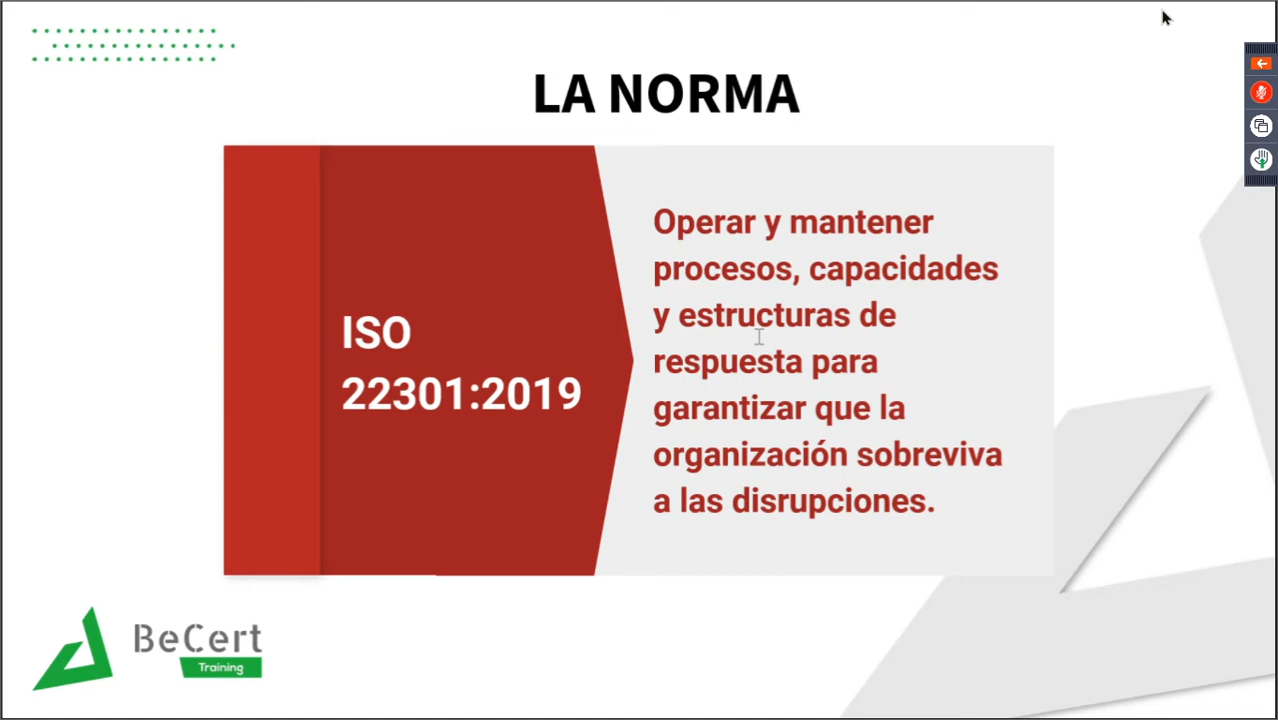 LA NORMA
ISO
22301:2019
Operar y mantener
procesos, capacidades
y estructuras de
respuesta para
garantizar que la
organización sobreviva
a las disrupciones.
BeCert
Training